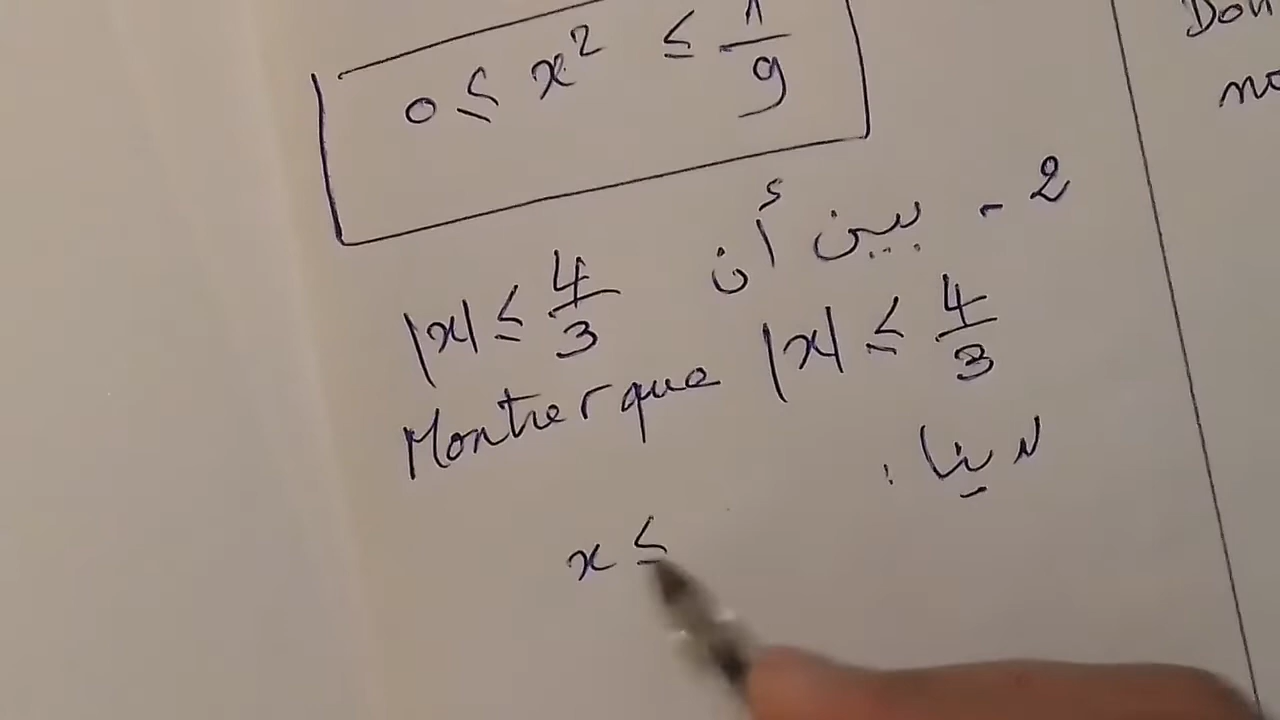 0 ≤ x² ≤ 1/9
2 - بين أن |x| ≤ 4/3
Montrer que |x| ≤ 4/3
لدينا :
x ≤